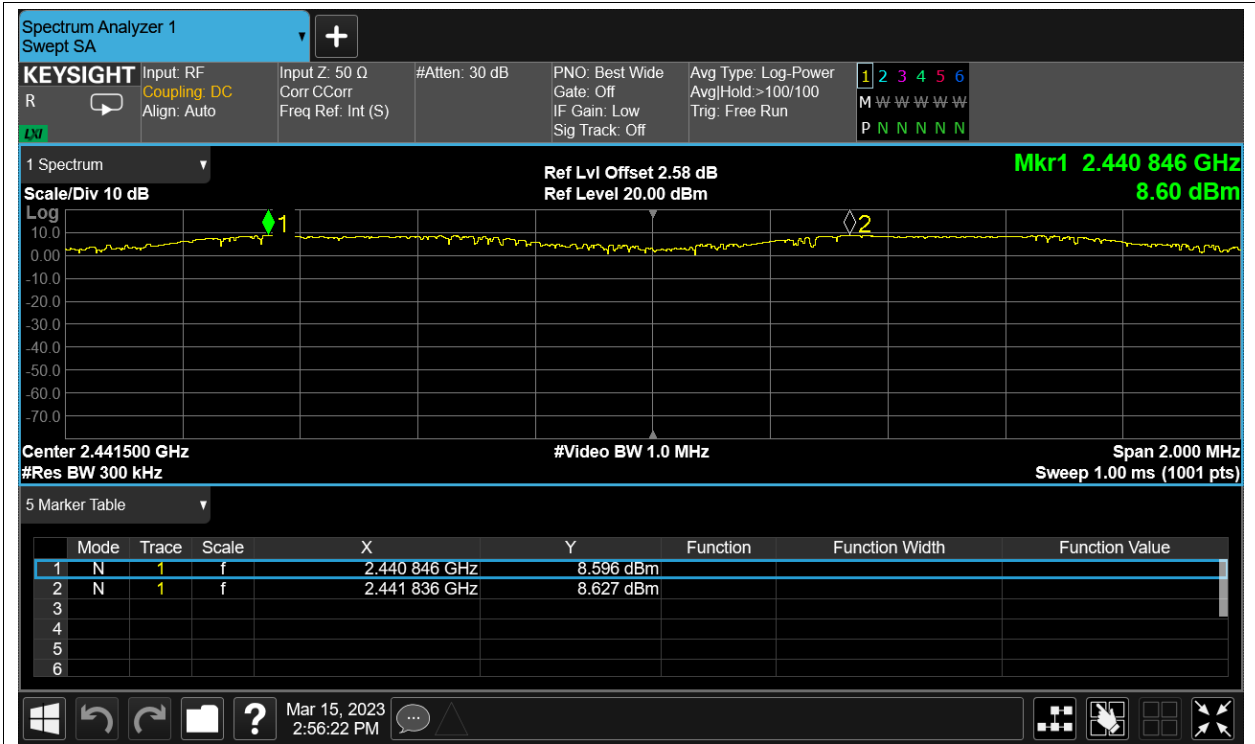 Spectrum Analyzer 1
Swept SA
KEYSIGHT
R
LXI
Input: RF
Coupling: DC
Align: Auto
Input Z: 50 Ω
Corr CCorr
Freq Ref: Int (S)
#Atten: 30 dB
PNO: Best Wide
Gate: Off
IF Gain: Low
Sig Track: Off
Avg Type: Log-Power
Avg|Hold:>100/100
Trig: Free Run
1 2 3 4 5 6
M W W W W W
P N N N N N
1 Spectrum
Scale/Div 10 dB
Ref Lvl Offset 2.58 dB
Ref Level 20.00 dBm
Mkr1 2.440 846 GHz
8.60 dBm
Log
10.0
0.00
-10.0
-20.0
-30.0
-40.0
-50.0
-60.0
-70.0
1
2
Center 2.441500 GHz
#Video BW 1.0 MHz
Span 2.000 MHz
#Res BW 300 kHz
Sweep 1.00 ms (1001 pts)
5 Marker Table
Mode Trace Scale X Y Function Function Width Function Value
1 N 1 f 2.440 846 GHz 8.596 dBm
2 N 1 f 2.441 836 GHz 8.627 dBm
3
4
5
6
?
Mar 15, 2023
2:56:22 PM